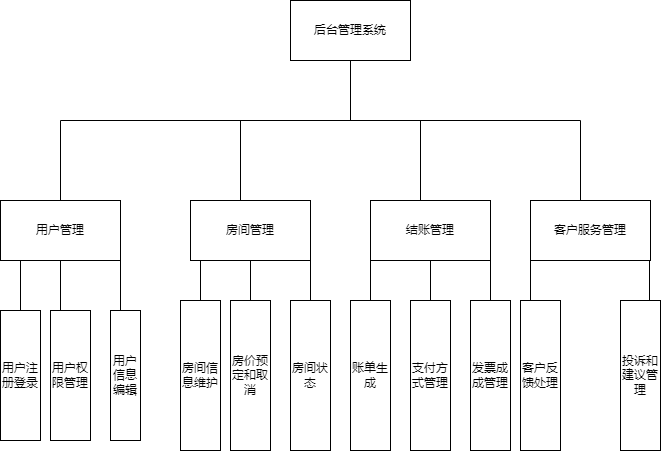 后台管理系统
用户管理
房间管理
结账管理
客户服务管理
用户注
册登录
用户权
限管理
用户
信息
编辑
房间信
息维护
房价预
定和取
消
房间状
态
账单生
成
支付方
式管理
发票成
成管理
客户反
馈处理
投诉和
建议管
理